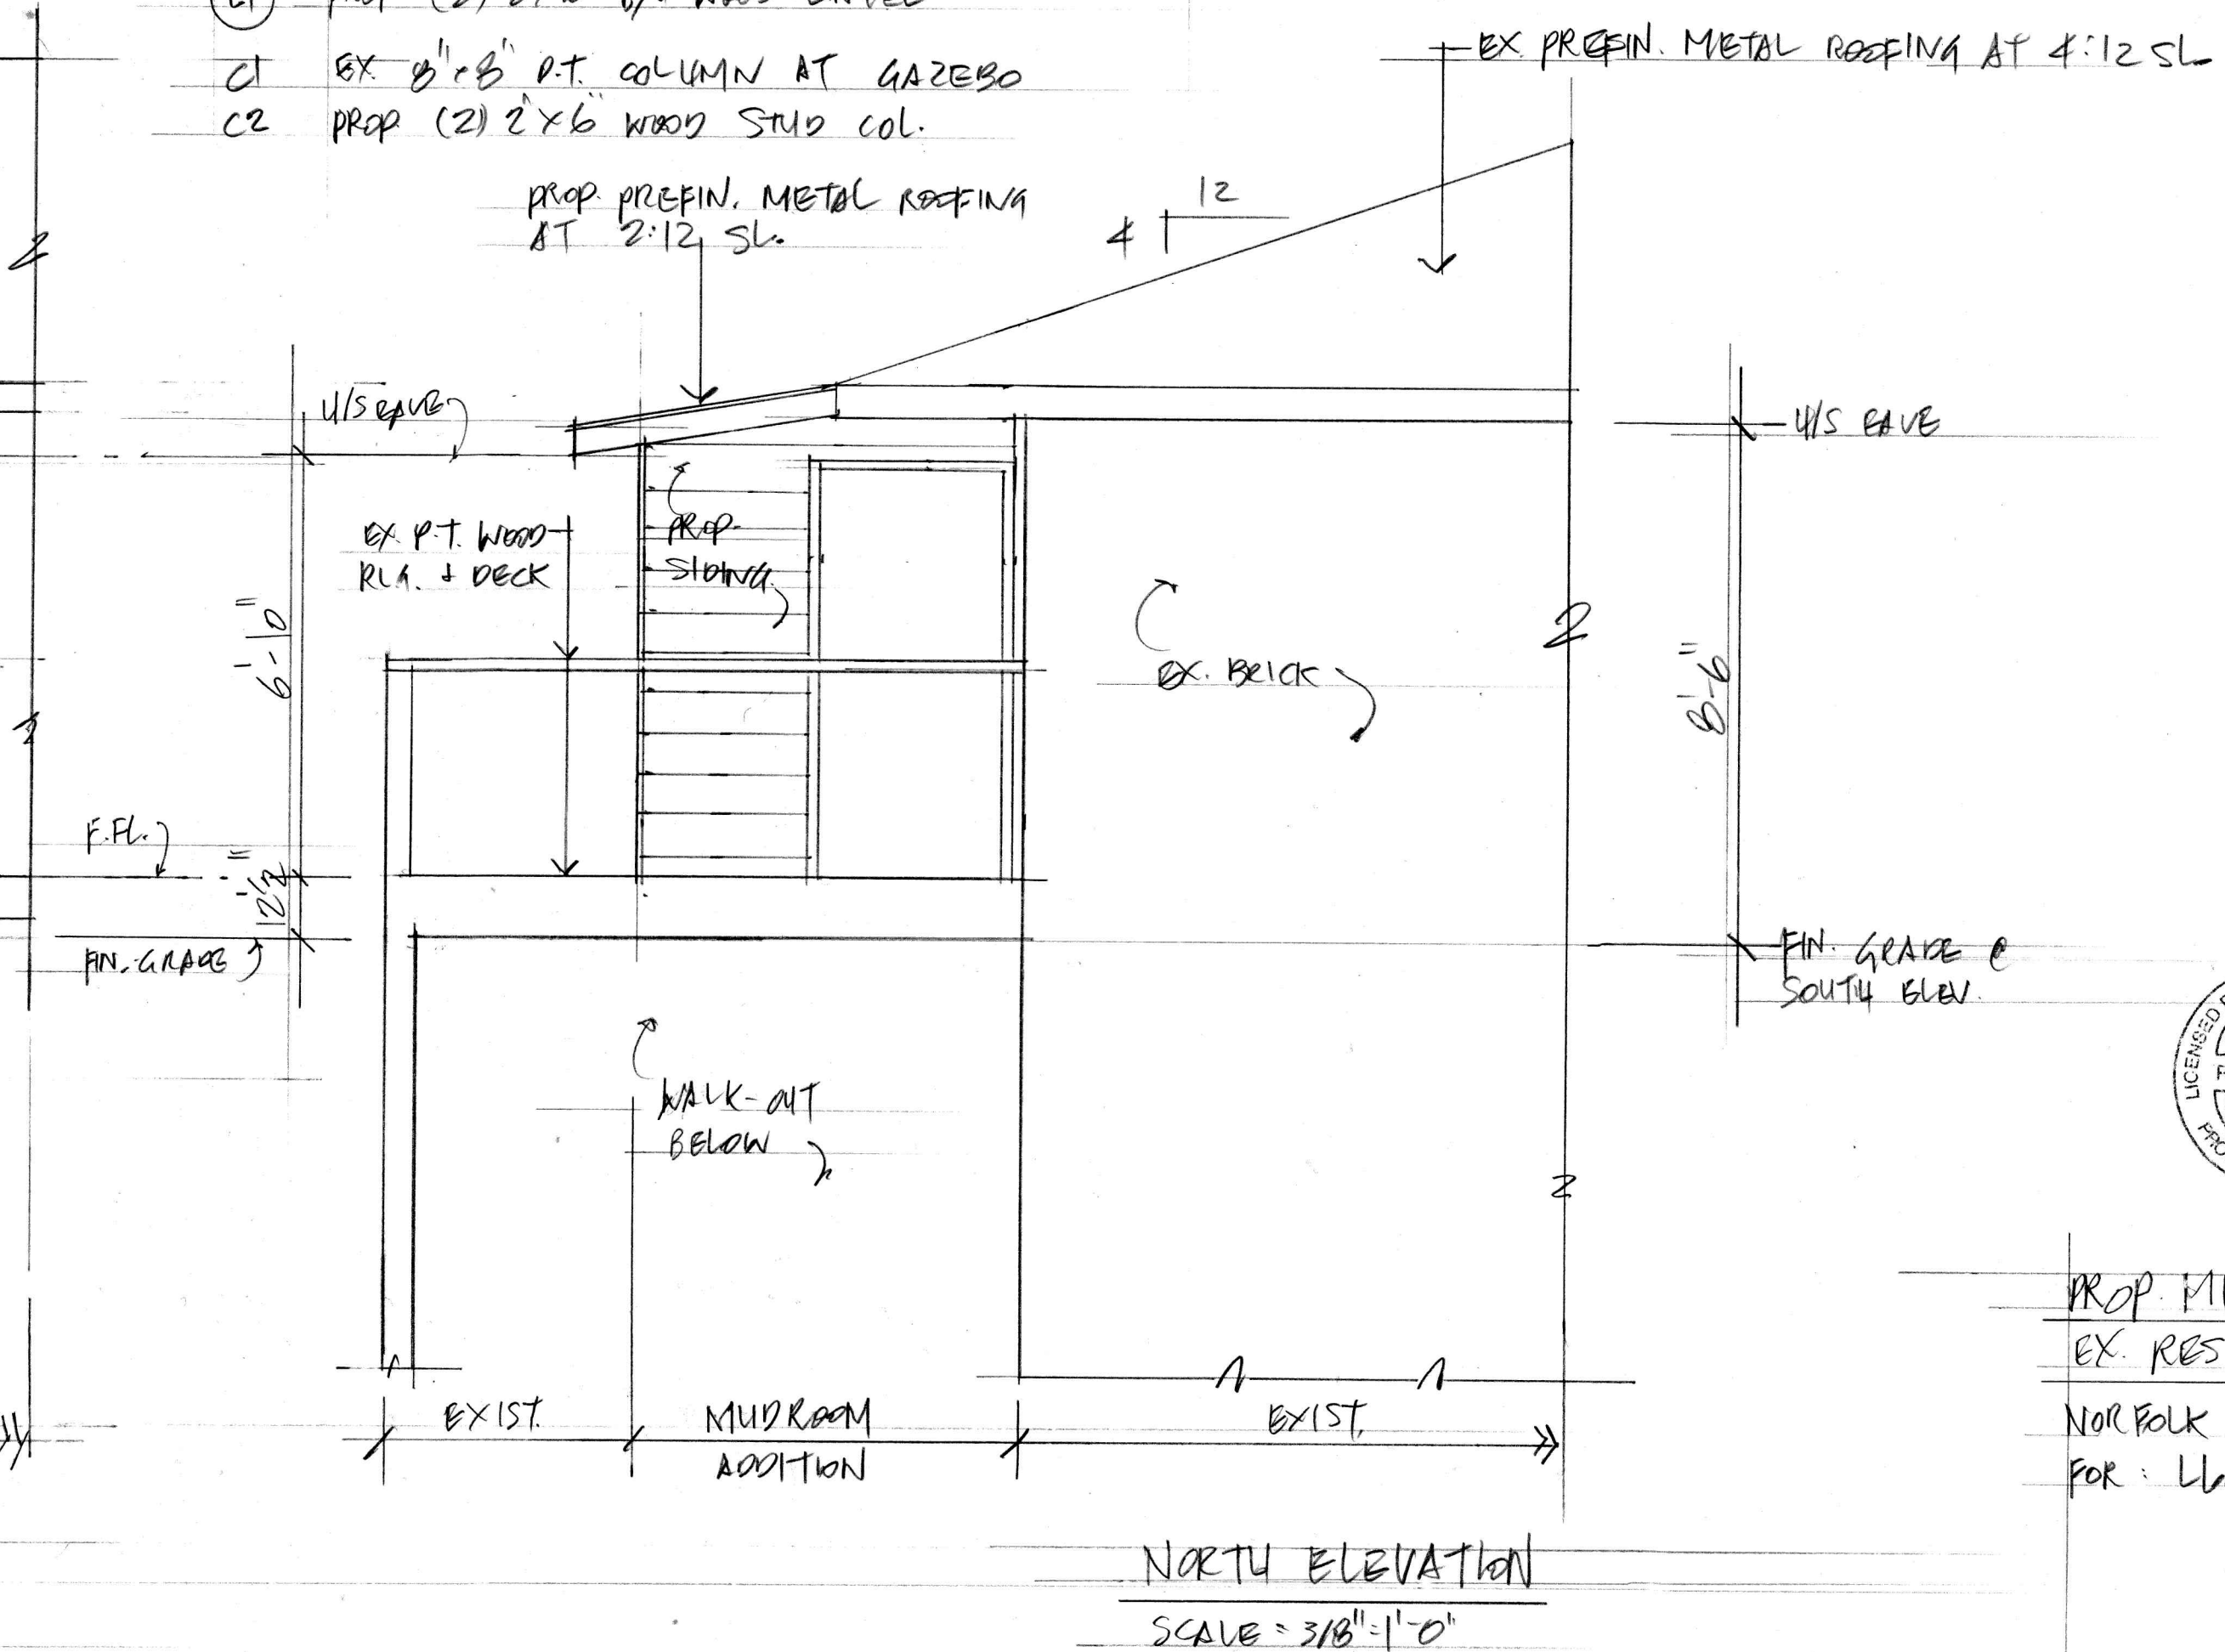 C1 EX 8"x8" P.T. COLUMN AT GAZEBO
C2 PROP. (2) 2"x6" WOOD STUD COL.
EX. PREFIN. METAL ROOFING AT 4:12 SL.
PROP. PREFIN. METAL ROOFING
AT 2:12 SL.
12
4
U/S EAVE
U/S EAVE
EX. P.T. WOOD
RLG. & DECK
PROP.
SIDING
6'-10"
8'-6"
EX. BRICK
F.FL.
12½"
FIN. GRADE
FIN. GRADE @
SOUTH ELEV.
LICENSED
WALK-OUT
BELOW
PROP.
EX.
NORFOLK
FOR:
EXIST.
MUDROOM
ADDITION
EXIST.
NORTH ELEVATION
SCALE = 3/8"=1'-0"